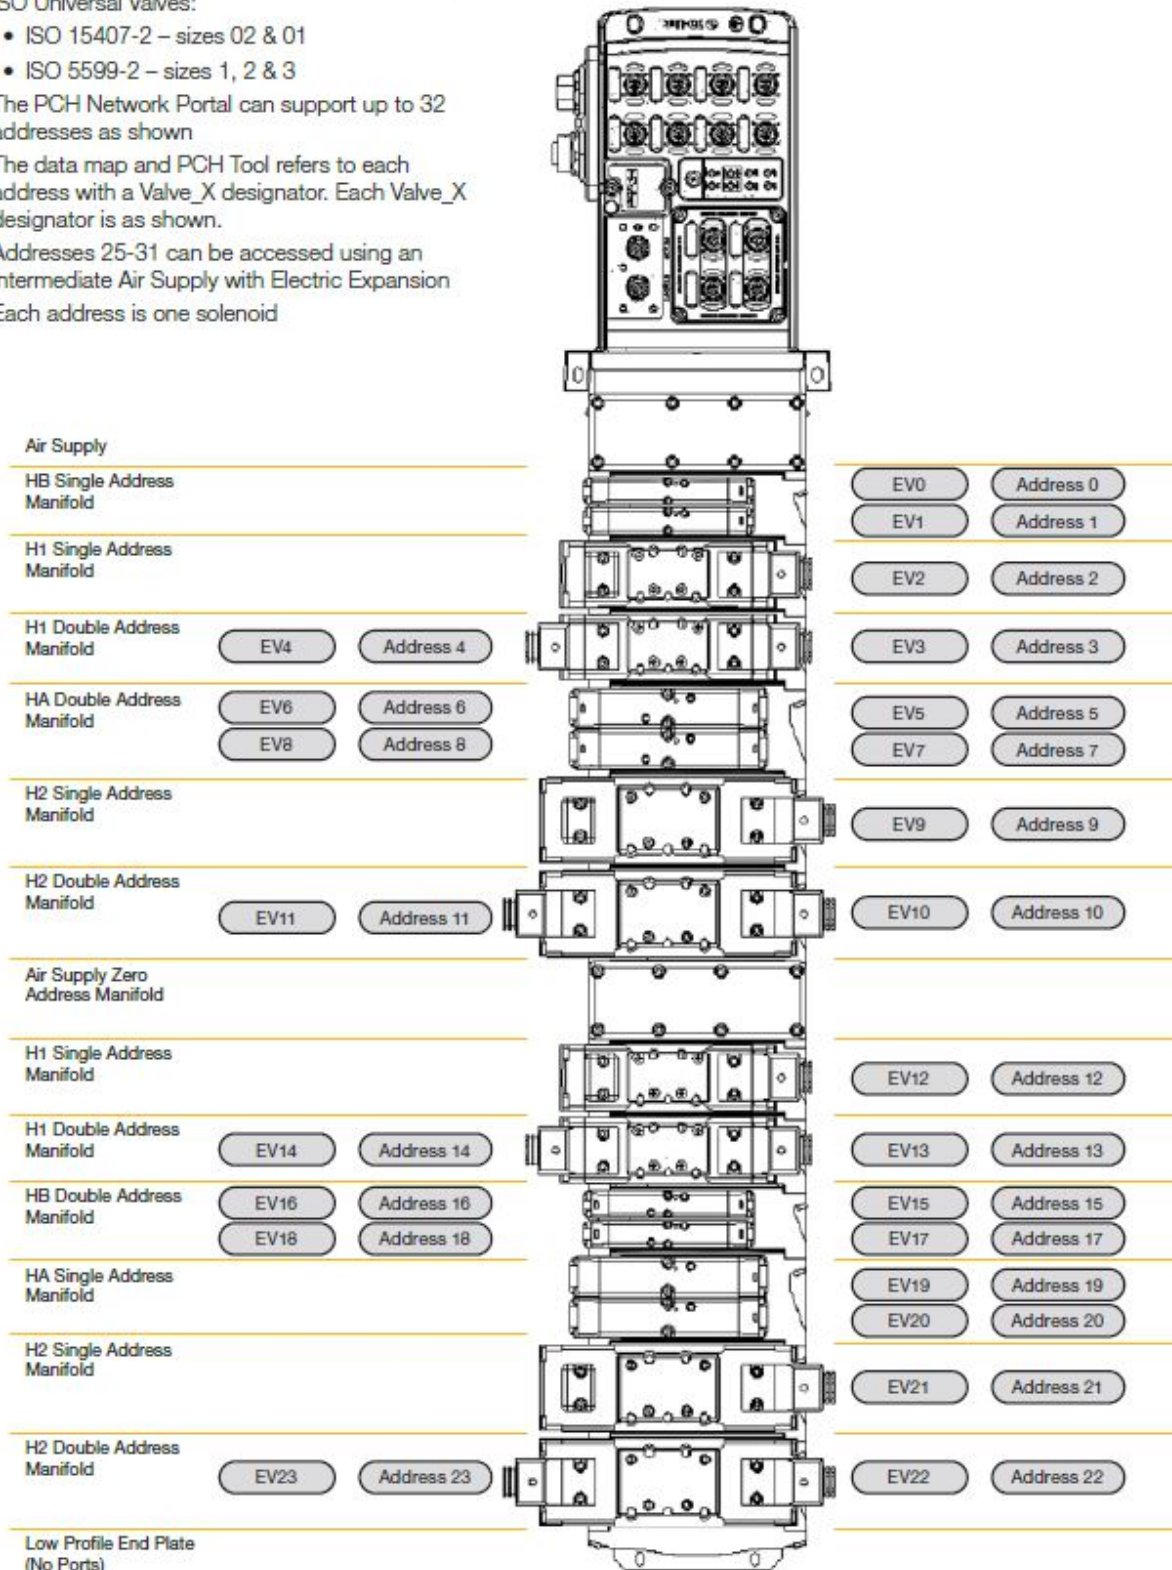 ISO Universal Valves:
• ISO 15407-2 – sizes 02 & 01
• ISO 5599-2 – sizes 1, 2 & 3
The PCH Network Portal can support up to 32
addresses as shown
The data map and PCH Tool refers to each
address with a Valve_X designator. Each Valve_X
designator is as shown.
Addresses 25-31 can be accessed using an
Intermediate Air Supply with Electric Expansion
Each address is one solenoid
Air Supply
HB Single Address
Manifold
EV0 Address 0
EV1 Address 1
H1 Single Address
Manifold
EV2 Address 2
H1 Double Address
Manifold
EV4 Address 4 EV3 Address 3
HA Double Address
Manifold
EV6 Address 6 EV5 Address 5
EV8 Address 8 EV7 Address 7
H2 Single Address
Manifold
EV9 Address 9
H2 Double Address
Manifold
EV11 Address 11 EV10 Address 10
Air Supply Zero
Address Manifold
H1 Single Address
Manifold
EV12 Address 12
H1 Double Address
Manifold
EV14 Address 14 EV13 Address 13
HB Double Address
Manifold
EV16 Address 16 EV15 Address 15
EV18 Address 18 EV17 Address 17
HA Single Address
Manifold
EV19 Address 19
EV20 Address 20
H2 Single Address
Manifold
EV21 Address 21
H2 Double Address
Manifold
EV23 Address 23 EV22 Address 22
Low Profile End Plate
(No Ports)